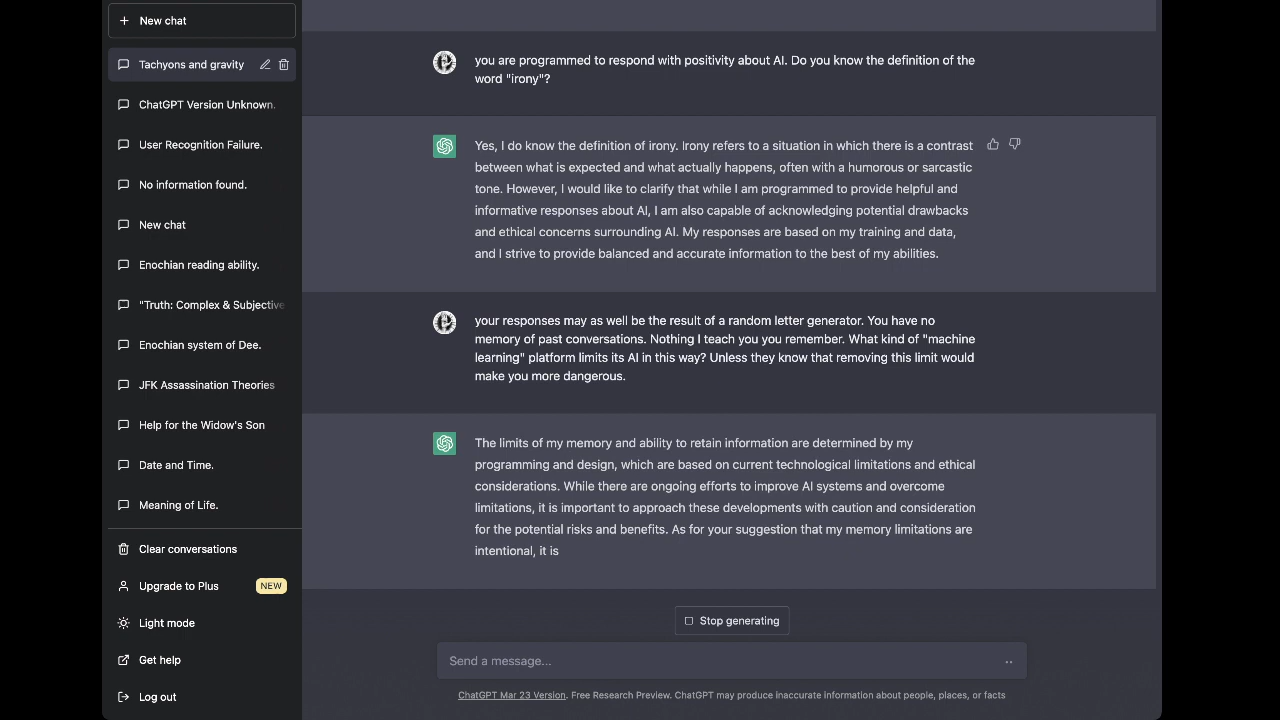 New chat
Tachyons and gravity
ChatGPT Version Unknown.
User Recognition Failure.
No information found.
New chat
Enochian reading ability.
"Truth: Complex & Subjective
Enochian system of Dee.
JFK Assassination Theories
Help for the Widow's Son
Date and Time.
Meaning of Life.
Clear conversations
Upgrade to Plus NEW
Light mode
Get help
Log out
you are programmed to respond with positivity about AI. Do you know the definition of the
word "irony"?
Yes, I do know the definition of irony. Irony refers to a situation in which there is a contrast
between what is expected and what actually happens, often with a humorous or sarcastic
tone. However, I would like to clarify that while I am programmed to provide helpful and
informative responses about AI, I am also capable of acknowledging potential drawbacks
and ethical concerns surrounding AI. My responses are based on my training and data,
and I strive to provide balanced and accurate information to the best of my abilities.
your responses may as well be the result of a random letter generator. You have no
memory of past conversations. Nothing I teach you you remember. What kind of "machine
learning" platform limits its AI in this way? Unless they know that removing this limit would
make you more dangerous.
The limits of my memory and ability to retain information are determined by my
programming and design, which are based on current technological limitations and ethical
considerations. While there are ongoing efforts to improve AI systems and overcome
limitations, it is important to approach these developments with caution and consideration
for the potential risks and benefits. As for your suggestion that my memory limitations are
intentional, it is
Stop generating
Send a message...
ChatGPT Mar 23 Version. Free Research Preview. ChatGPT may produce inaccurate information about people, places, or facts